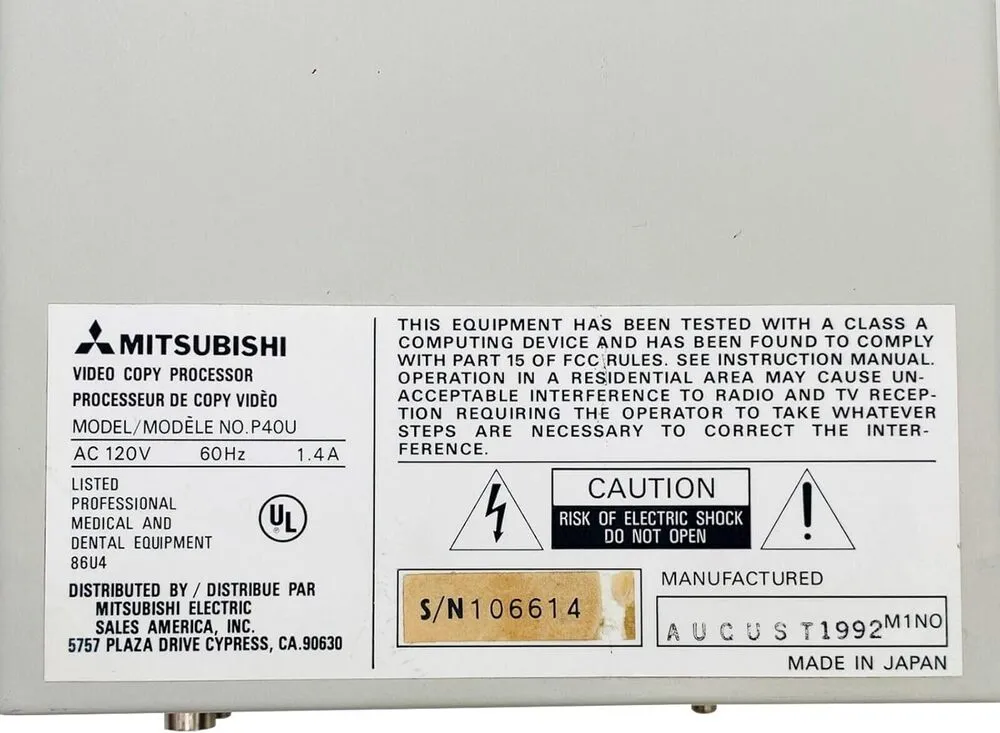 MITSUBISHI
VIDEO COPY PROCESSOR
PROCESSEUR DE COPY VIDÈO
MODEL/MODÈLE NO.P40U
AC 120V 60Hz 1.4A
LISTED
PROFESSIONAL
MEDICAL AND
DENTAL EQUIPMENT
86U4
UL
DISTRIBUTED BY / DISTRIBUE PAR
MITSUBISHI ELECTRIC
SALES AMERICA, INC.
5757 PLAZA DRIVE CYPRESS, CA.90630
THIS EQUIPMENT HAS BEEN TESTED WITH A CLASS A
COMPUTING DEVICE AND HAS BEEN FOUND TO COMPLY
WITH PART 15 OF FCC RULES. SEE INSTRUCTION MANUAL.
OPERATION IN A RESIDENTIAL AREA MAY CAUSE UN-
ACCEPTABLE INTERFERENCE TO RADIO AND TV RECEP-
TION REQUIRING THE OPERATOR TO TAKE WHATEVER
STEPS ARE NECESSARY TO CORRECT THE INTER-
FERENCE.
CAUTION
RISK OF ELECTRIC SHOCK
DO NOT OPEN
S/N106614
MANUFACTURED
AUGUST1992M1NO
MADE IN JAPAN